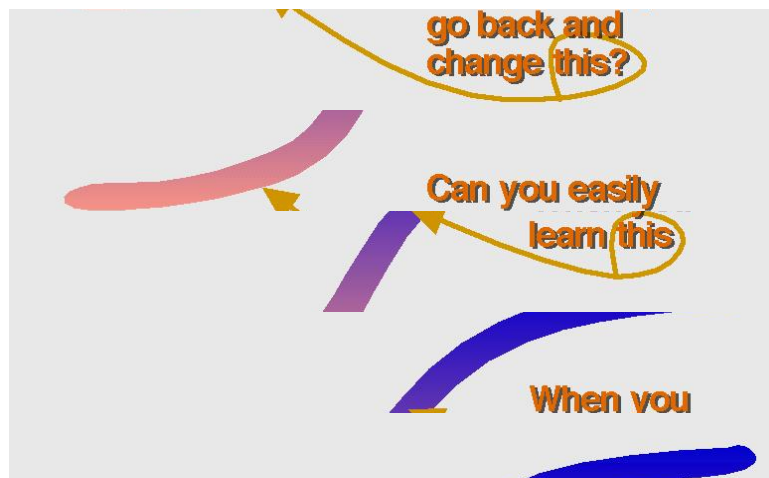 go back and
change this?
Can you easily
learn this
When you